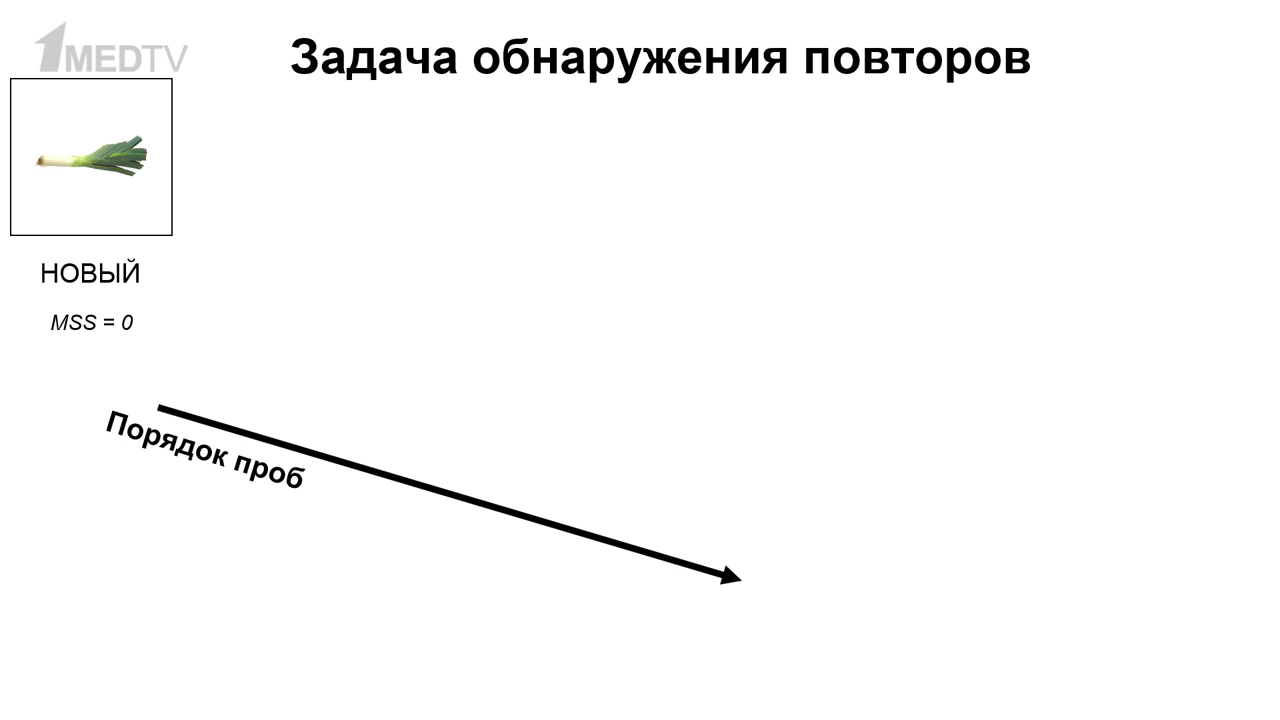 1MEDTV
Задача обнаружения повторов
НОВЫЙ
MSS = 0
Порядок проб